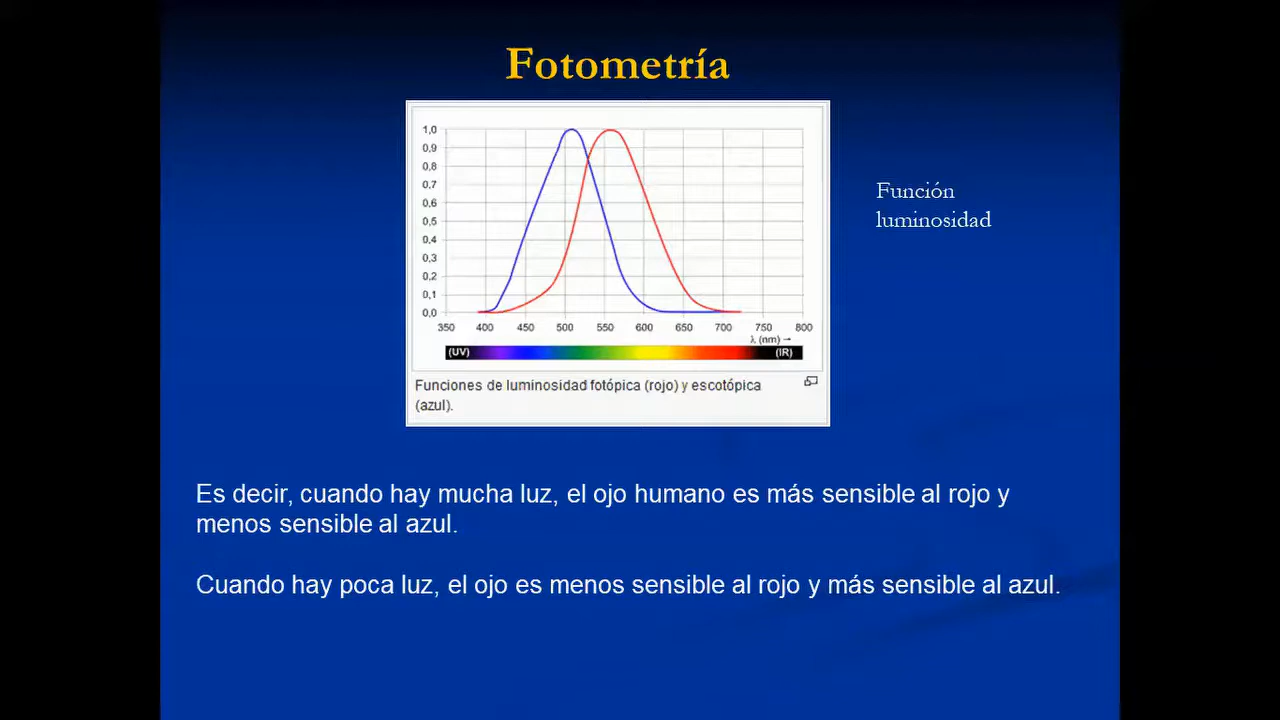 Fotometría
1,0
0,9
0,8
0,7
0,6
0,5
0,4
0,3
0,2
0,1
0,0
350 400 450 500 550 600 650 700 750 800
λ (nm) →
(UV) (IR)
Funciones de luminosidad fotópica (rojo) y escotópica
(azul).
Función
luminosidad
Es decir, cuando hay mucha luz, el ojo humano es más sensible al rojo y
menos sensible al azul.
Cuando hay poca luz, el ojo es menos sensible al rojo y más sensible al azul.